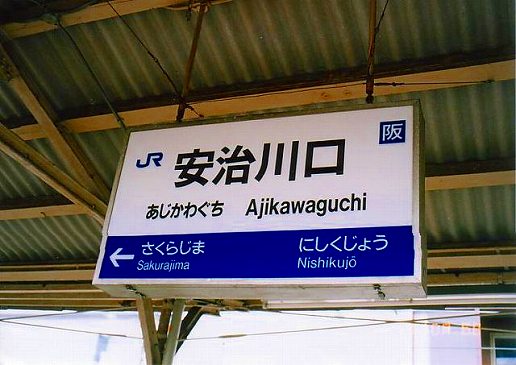 JR 安治川口 阪
あじかわぐち Ajikawaguchi
← さくらじま にしくじょう
Sakurajima Nishikujō